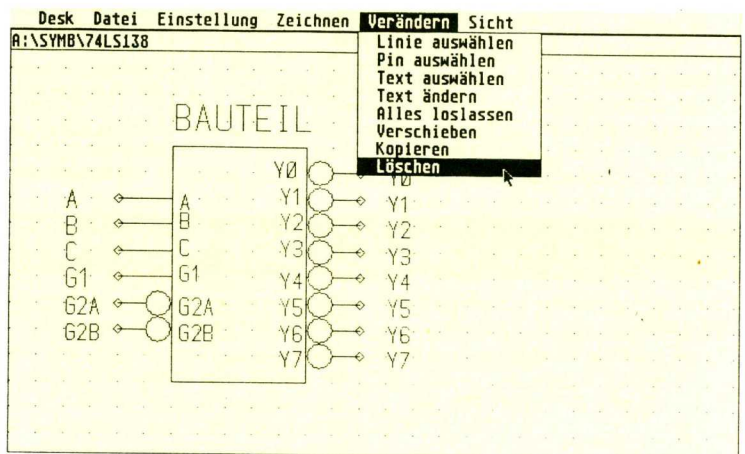 Desk Datei Einstellung Zeichnen Verändern Sicht
A:\SYMB\74LS138
Linie auswählen
Pin auswählen
Text auswählen
Text ändern
Alles loslassen
Verschieben
Kopieren
Löschen
BAUTEIL
Y0 Y0
A A Y1 Y1
B B Y2 Y2
C C Y3 Y3
G1 G1 Y4 Y4
G2A G2A Y5 Y5
G2B G2B Y6 Y6
Y7 Y7